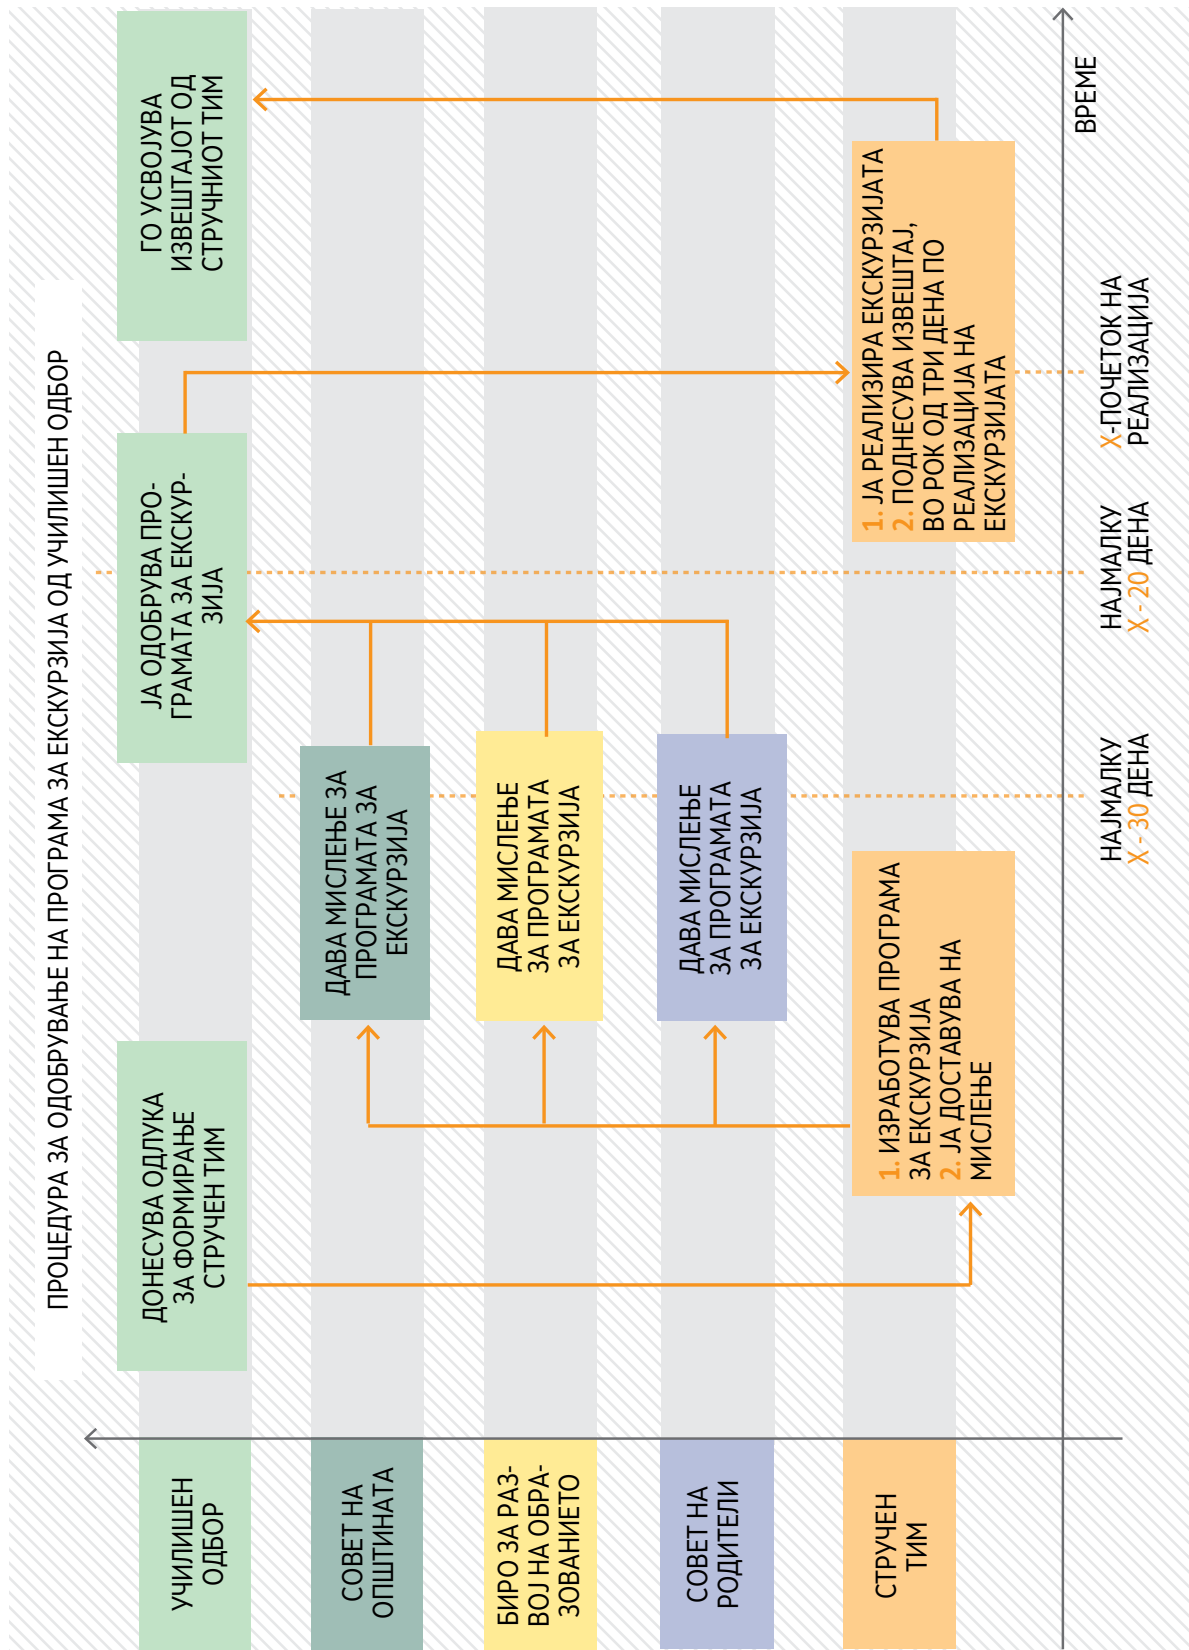 ПРОЦЕДУРА ЗА ОДОБРУВАЊЕ НА ПРОГРАМА ЗА ЕКСКУРЗИЈА ОД УЧИЛИШЕН ОДБОР
УЧИЛИШЕН
ОДБОР
ДОНЕСУВА ОДЛУКА
ЗА ФОРМИРАЊЕ
СТРУЧЕН ТИМ
ЈА ОДОБРУВА ПРО-
ГРАМАТА ЗА ЕКСКУР-
ЗИЈА
ГО УСВОЈУВА
ИЗВЕШТАЈОТ ОД
СТРУЧНИОТ ТИМ
СОВЕТ НА
ОПШТИНАТА
ДАВА МИСЛЕЊЕ ЗА
ПРОГРАМАТА ЗА
ЕКСКУРЗИЈА
БИРО ЗА РАЗ-
ВОЈ НА ОБРА-
ЗОВАНИЕТО
ДАВА МИСЛЕЊЕ
ЗА ПРОГРАМАТА
ЗА ЕКСКУРЗИЈА
СОВЕТ НА
РОДИТЕЛИ
ДАВА МИСЛЕЊЕ
ЗА ПРОГРАМАТА
ЗА ЕКСКУРЗИЈА
СТРУЧЕН
ТИМ
1. ИЗРАБОТУВА ПРОГРАМА
ЗА ЕКСКУРЗИЈА
2. ЈА ДОСТАВУВА НА
МИСЛЕЊЕ
1. ЈА РЕАЛИЗИРА ЕКСКУРЗИЈАТА
2. ПОДНЕСУВА ИЗВЕШТАЈ,
ВО РОК ОД ТРИ ДЕНА ПО
РЕАЛИЗАЦИЈА НА
ЕКСКУРЗИЈАТА
ВРЕМЕ
НАЈМАЛКУ
X - 30 ДЕНА
НАЈМАЛКУ
X - 20 ДЕНА
X-ПОЧЕТОК НА
РЕАЛИЗАЦИЈА